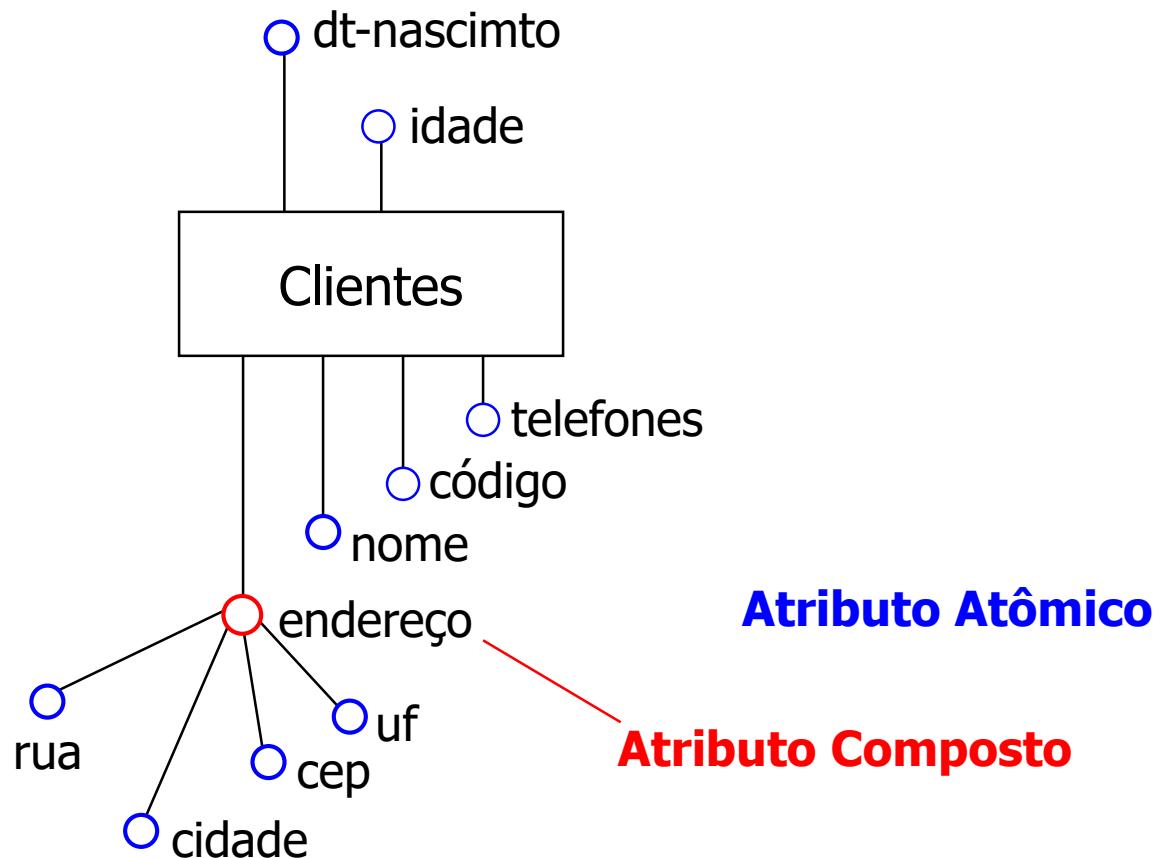 dt-nascimto
idade
Clientes
telefones
código
nome
endereço
Atributo Atômico
uf
rua
Atributo Composto
cep
cidade